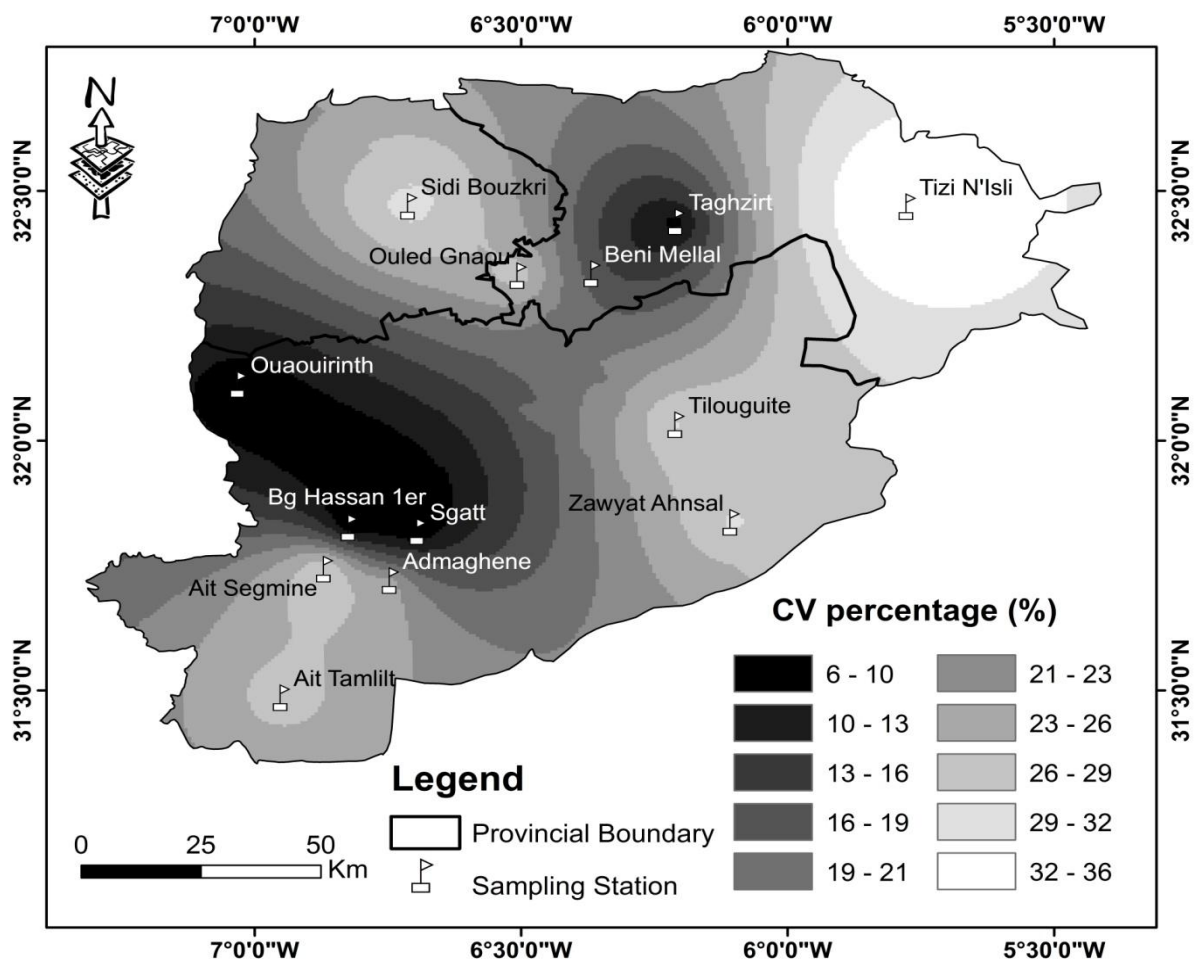 7°0'0"W 6°30'0"W 6°0'0"W 5°30'0"W
N
32°30'0"N
32°30'0"N
Sidi Bouzkri
Taghzirt
Tizi N'Isli
Ouled Gnaou
Beni Mellal
Ouaouirinth
32°0'0"N
32°0'0"N
Tilouguite
Bg Hassan 1er
Sgatt
Zawyat Ahnsal
Admaghene
Ait Segmine
Ait Tamlilt
31°30'0"N
31°30'0"N
CV percentage (%)
6 - 10
10 - 13
13 - 16
16 - 19
19 - 21
21 - 23
23 - 26
26 - 29
29 - 32
32 - 36
Legend
Provincial Boundary
Sampling Station
0 25 50
Km
7°0'0"W 6°30'0"W 6°0'0"W 5°30'0"W